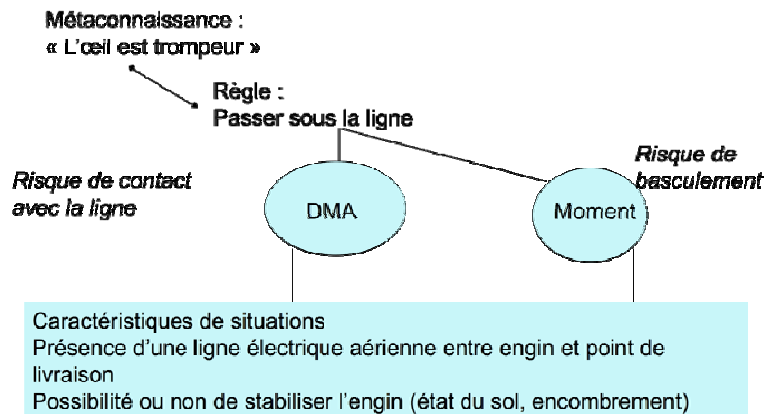 Métaconnaissance :
« L'œil est trompeur »
Règle :
Passer sous la ligne
Risque de contact
avec la ligne
DMA
Moment
Risque de
basculement
Caractéristiques de situations
Présence d'une ligne électrique aérienne entre engin et point de
livraison
Possibilité ou non de stabiliser l'engin (état du sol, encombrement)